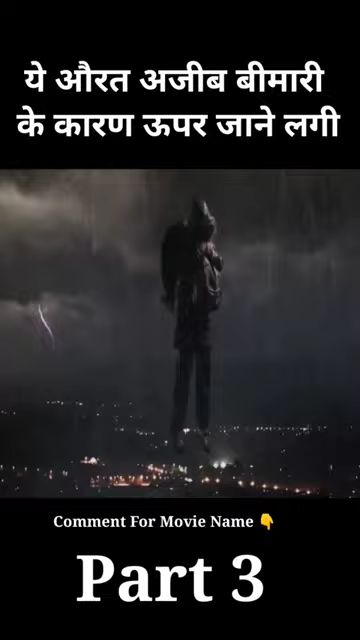 ये औरत अजीब बीमारी
के कारण ऊपर जाने लगी
Comment For Movie Name 👇
Part 3